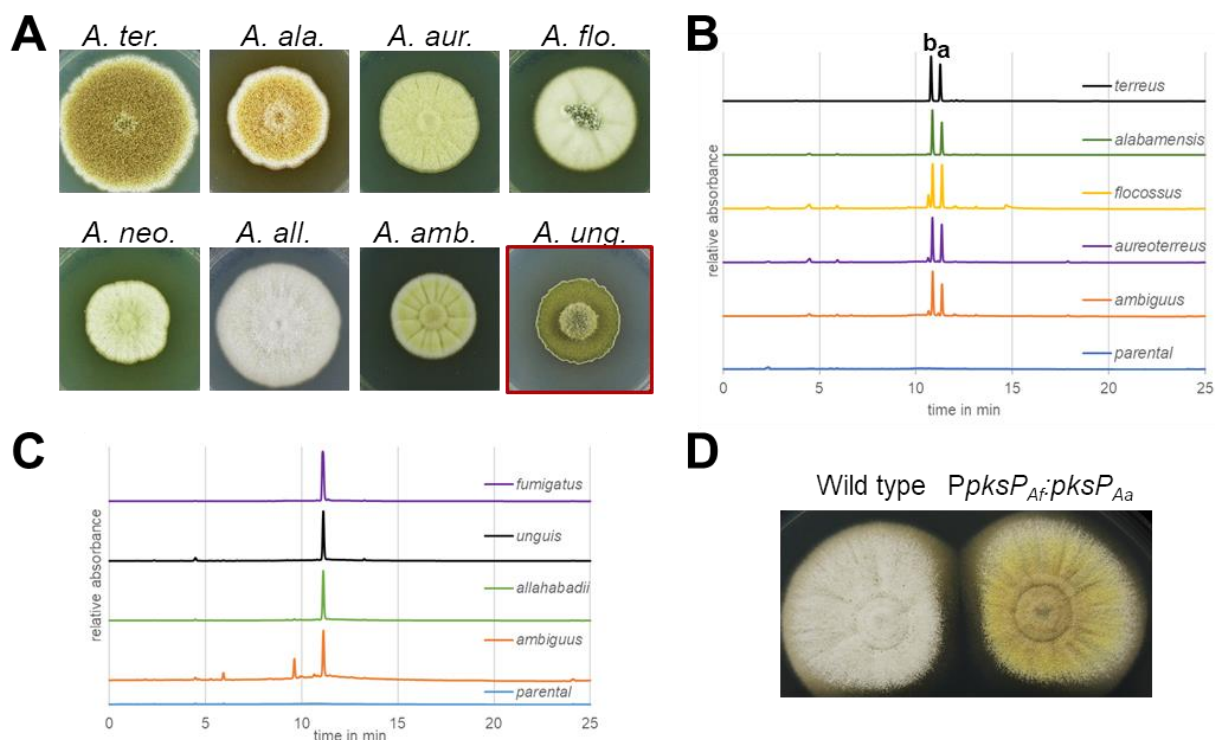 A
A. ter.
A. ala.
A. aur.
A. flo.
A. neo.
A. all.
A. amb.
A. ung.
B
b a
terreus
alabamensis
flocossus
aureoterreus
ambiguus
parental
relative absorbance
0 5 10 15 20 25
time in min
C
fumigatus
unguis
allahabadii
ambiguus
parental
relative absorbance
0 5 10 15 20 25
time in min
D
Wild type PpksPAf:pksPAa